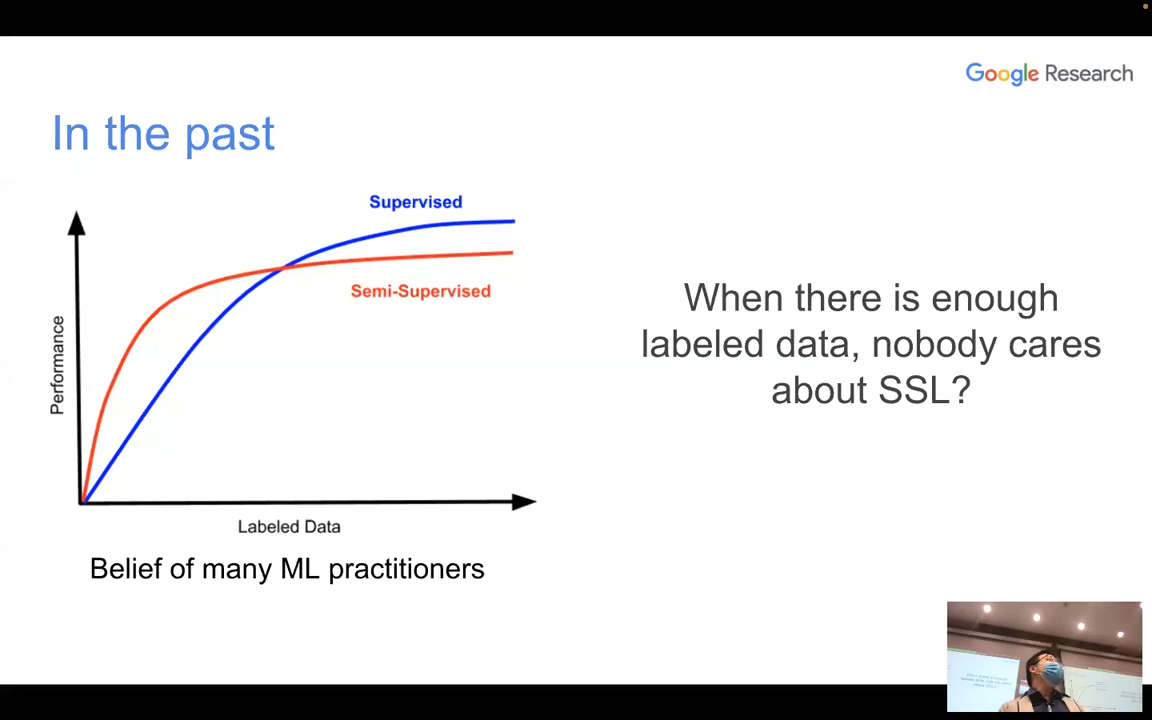 Google Research
In the past
Supervised
Semi-Supervised
Performance
Labeled Data
Belief of many ML practitioners
When there is enough
labeled data, nobody cares
about SSL?